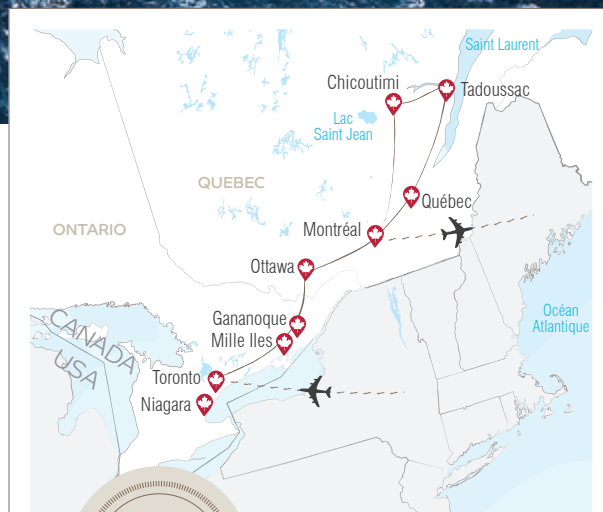 Saint Laurent
Chicoutimi
Tadoussac
Lac
Saint Jean
QUEBEC
Québec
ONTARIO
Montréal
Ottawa
Océan
Atlantique
Gananoque
Mille Iles
CANADA
USA
Toronto
Niagara